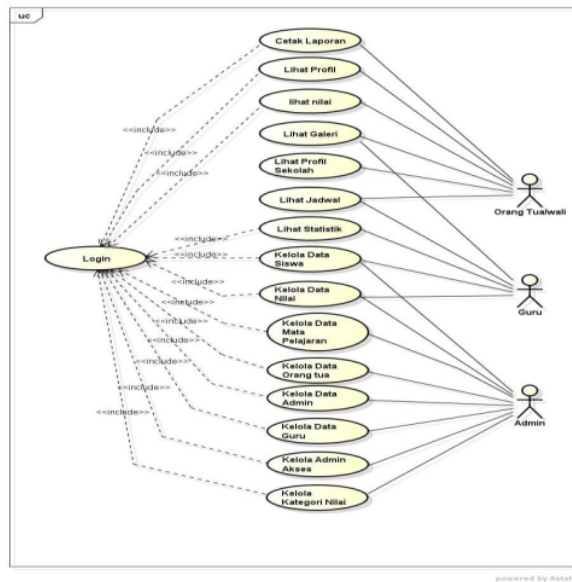 uc
Cetak Laporan
Lihat Profil
lihat nilai
<<include>>
Lihat Galeri
<<include>>
Lihat Profil
Sekolah
<<include>>
Orang Tua/wali
Lihat Jadwal
Lihat Statistik
<<include>>
Kelola Data
Siswa
<<include>>
Login
Kelola Data
Nilai
<<include>>
Guru
<<include>>
Kelola Data
Mata
Pelajaran
<<include>>
<<include>>
Kelola Data
Orang tua
<<include>>
Kelola Data
Admin
<<include>>
Admin
<<include>>
Kelola Data
Guru
Kelola Admin
Akses
Kelola
Kategori Nilai
powered by Astah